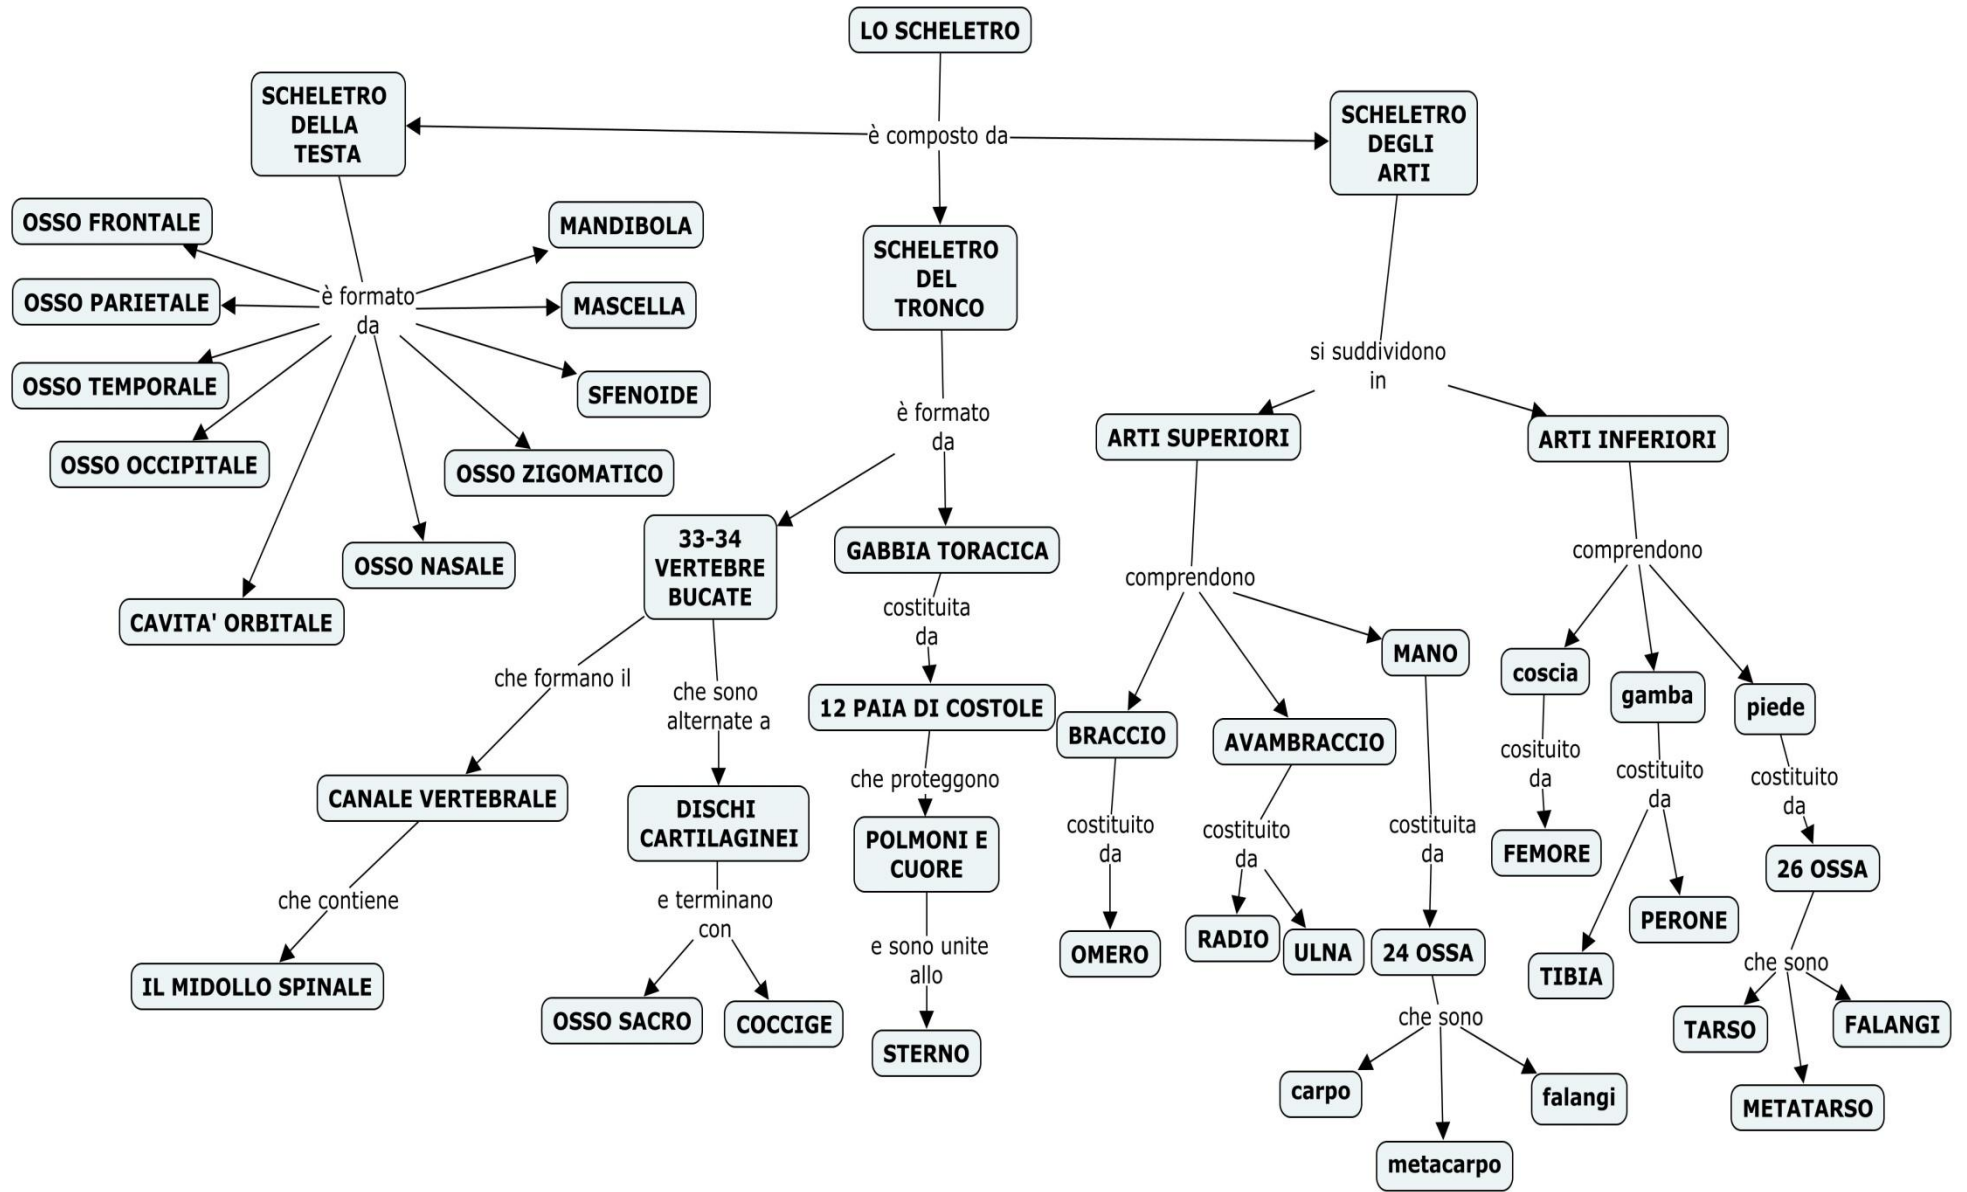 LO SCHELETRO
è composto da
SCHELETRO
DELLA
TESTA
è formato
da
OSSO FRONTALE
OSSO PARIETALE
OSSO TEMPORALE
OSSO OCCIPITALE
CAVITA' ORBITALE
OSSO NASALE
OSSO ZIGOMATICO
SFENOIDE
MASCELLA
MANDIBOLA
SCHELETRO
DEL
TRONCO
è formato
da
33-34
VERTEBRE
BUCATE
che formano il
CANALE VERTEBRALE
che contiene
IL MIDOLLO SPINALE
che sono
alternate a
DISCHI
CARTILAGINEI
e terminano
con
OSSO SACRO
COCCIGE
GABBIA TORACICA
costituita
da
12 PAIA DI COSTOLE
che proteggono
POLMONI E
CUORE
e sono unite
allo
STERNO
SCHELETRO
DEGLI
ARTI
si suddividono
in
ARTI SUPERIORI
comprendono
BRACCIO
costituito
da
OMERO
AVAMBRACCIO
costituito
da
RADIO
ULNA
MANO
costituita
da
24 OSSA
che sono
carpo
metacarpo
falangi
ARTI INFERIORI
comprendono
coscia
cosituito
da
FEMORE
gamba
costituito
da
TIBIA
PERONE
piede
costituito
da
26 OSSA
che sono
TARSO
METATARSO
FALANGI